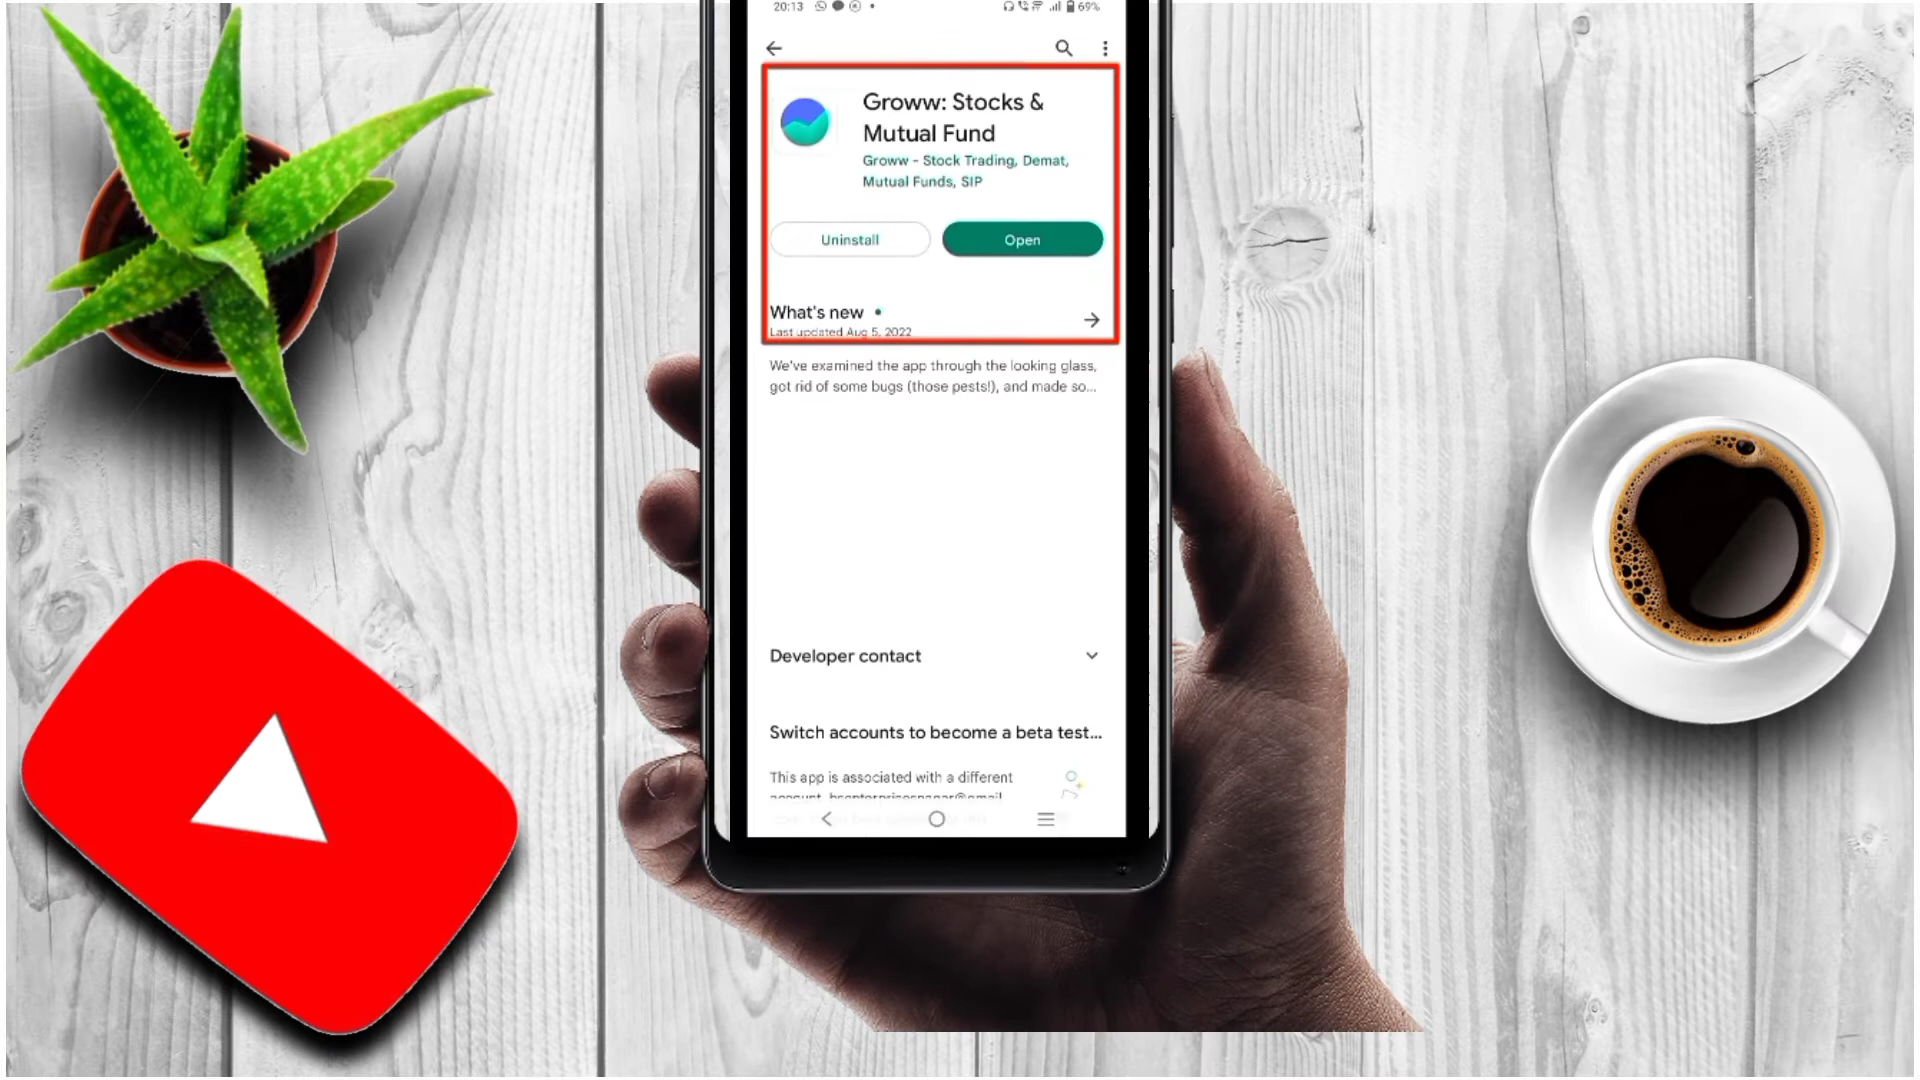 20:13
69%
Groww: Stocks &
Mutual Fund
Groww - Stock Trading, Demat,
Mutual Funds, SIP
Uninstall
Open
What's new
Last updated Aug 5, 2022
We've examined the app through the looking glass,
got rid of some bugs (those pests!), and made so...
Developer contact
Switch accounts to become a beta test...
This app is associated with a different
account,